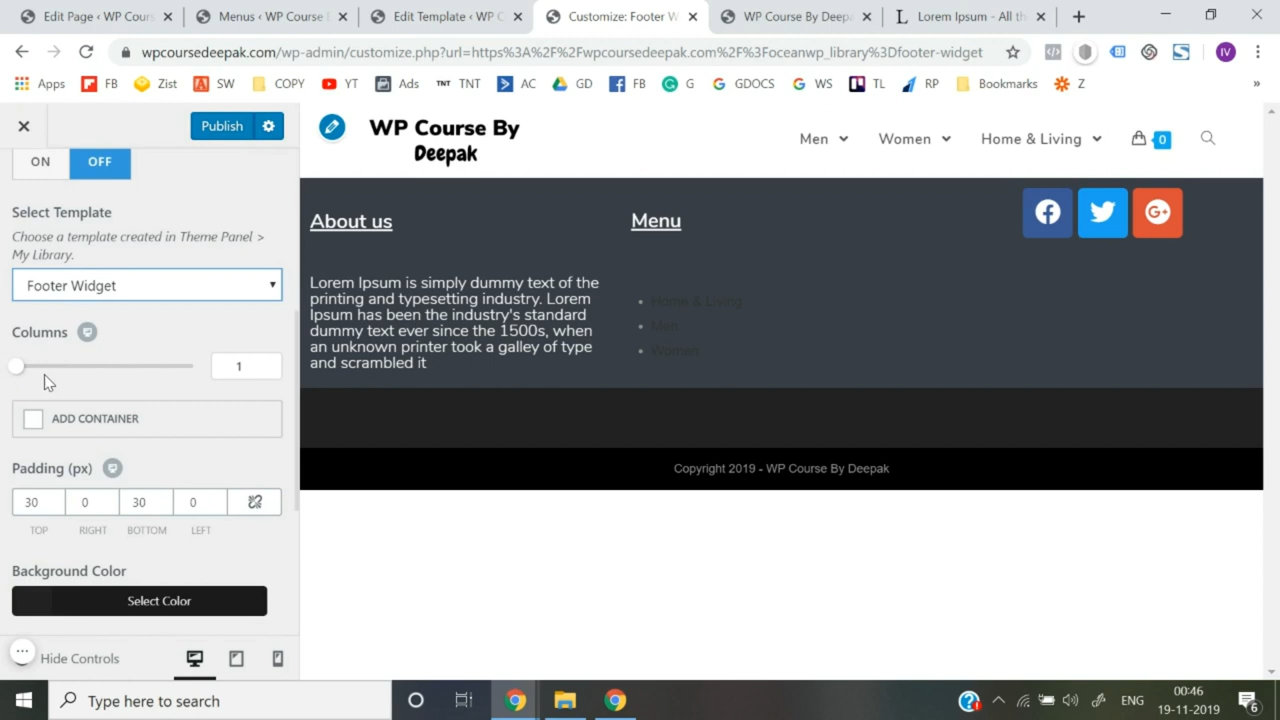 Edit Page ‹ WP Cours
Menus ‹ WP Course
Edit Template ‹ WP C
Customize: Footer W
WP Course By Deep
Lorem Ipsum - All th
wpcoursedeepak.com/wp-admin/customize.php?url=https%3A%2F%2Fwpcoursedeepak.com%2F%3Foceanwp_library%3Dfooter-widget
IV
Apps FB Zist SW COPY YT Ads TNT TNT AC GD FB G GDOCS WS TL RP Bookmarks Z »
Publish
WP Course By
Deepak
Men
Women
Home & Living
0
ON OFF
Select Template
Choose a template created in Theme Panel >
My Library.
Footer Widget
Columns
1
ADD CONTAINER
Padding (px)
30 0 30 0
TOP RIGHT BOTTOM LEFT
Background Color
Select Color
Hide Controls
About us
Lorem Ipsum is simply dummy text of the
printing and typesetting industry. Lorem
Ipsum has been the industry's standard
dummy text ever since the 1500s, when
an unknown printer took a galley of type
and scrambled it
Menu
Home & Living
Men
Women
Copyright 2019 - WP Course By Deepak
Type here to search
ENG
00:46
19-11-2019
6